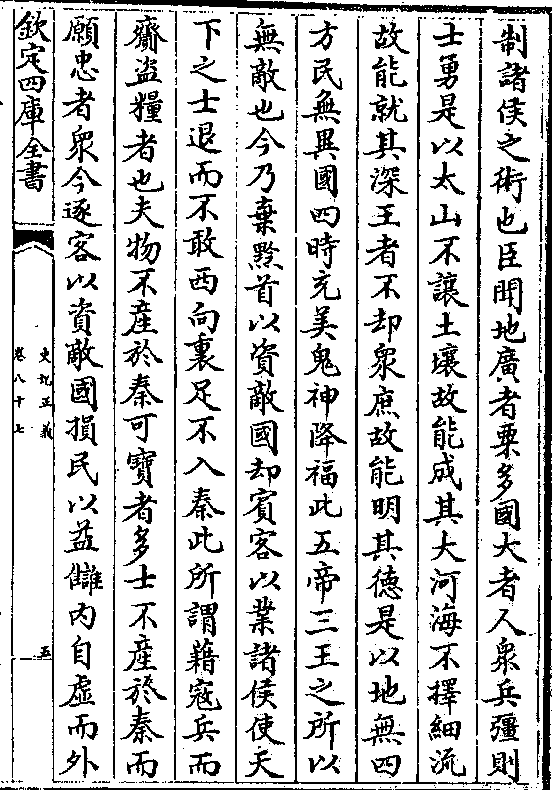 制諸侯之術也臣聞地廣者粟多國大者人衆兵彊則
士勇是以太山不讓土壤故能成其大河海不擇細流
故能就其深王者不却衆庶故能明其德是以地無四
方民無異國四時充美鬼神降福此五帝三王之所以
無敵也今乃棄黔首以資敵國却賓客以業諸侯使天
下之士退而不敢西向裹足不入秦此所謂藉寇兵而
齎盜糧者也夫物不產於秦可寶者多士不產於秦而
願忠者衆今逐客以資敵國損民以益讎内自虛而外
欽定四庫全書
史記正義
卷八十七
五